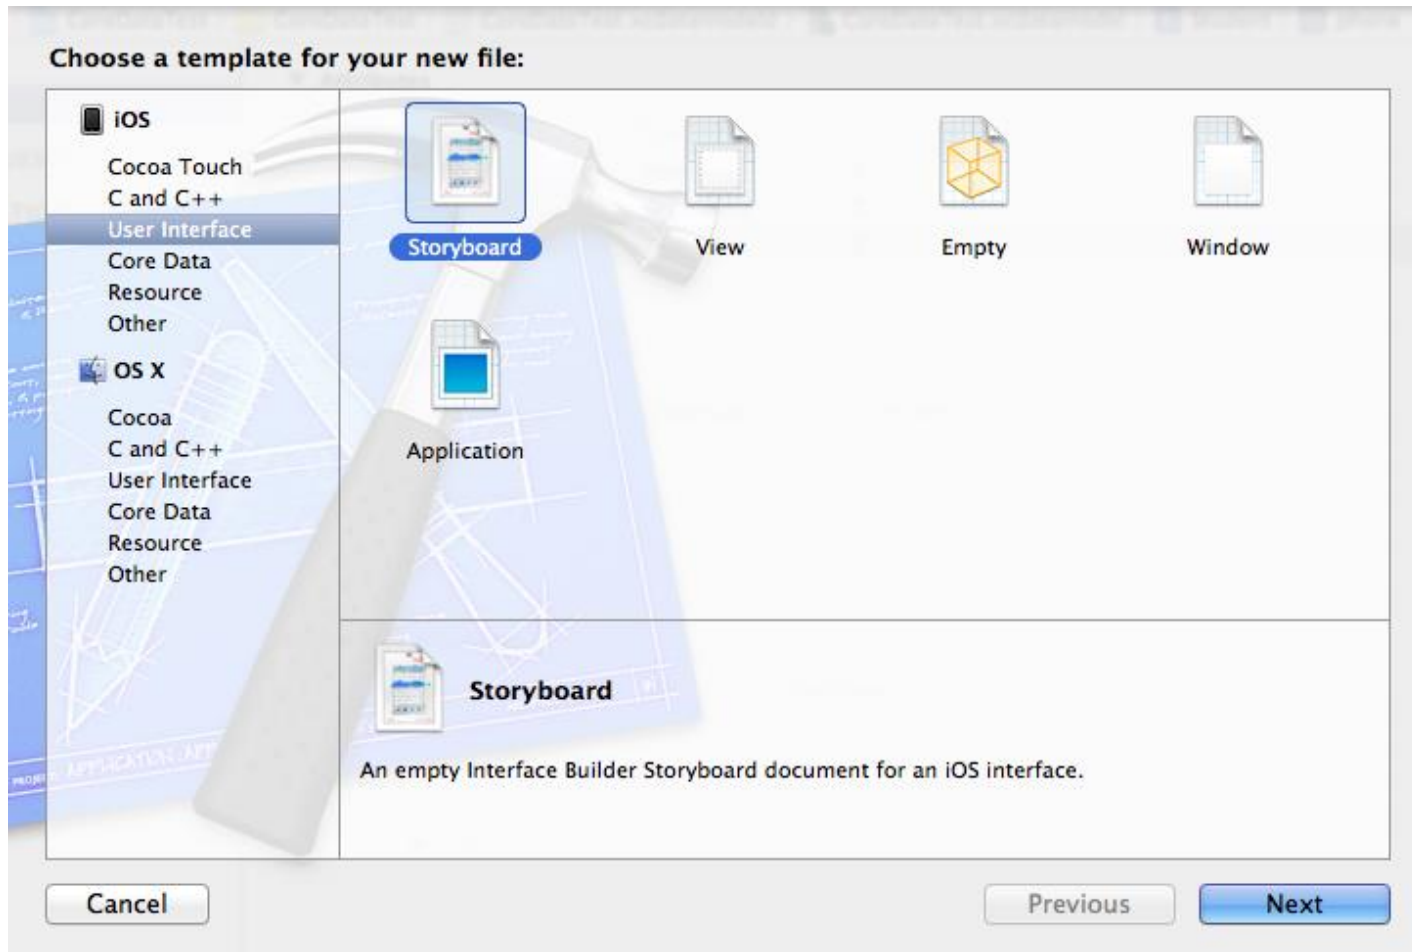 Choose a template for your new file:
iOS
Cocoa Touch
C and C++
User Interface
Core Data
Resource
Other
OS X
Cocoa
C and C++
User Interface
Core Data
Resource
Other
Storyboard
View
Empty
Window
Application
Storyboard
An empty Interface Builder Storyboard document for an iOS interface.
Cancel
Previous
Next